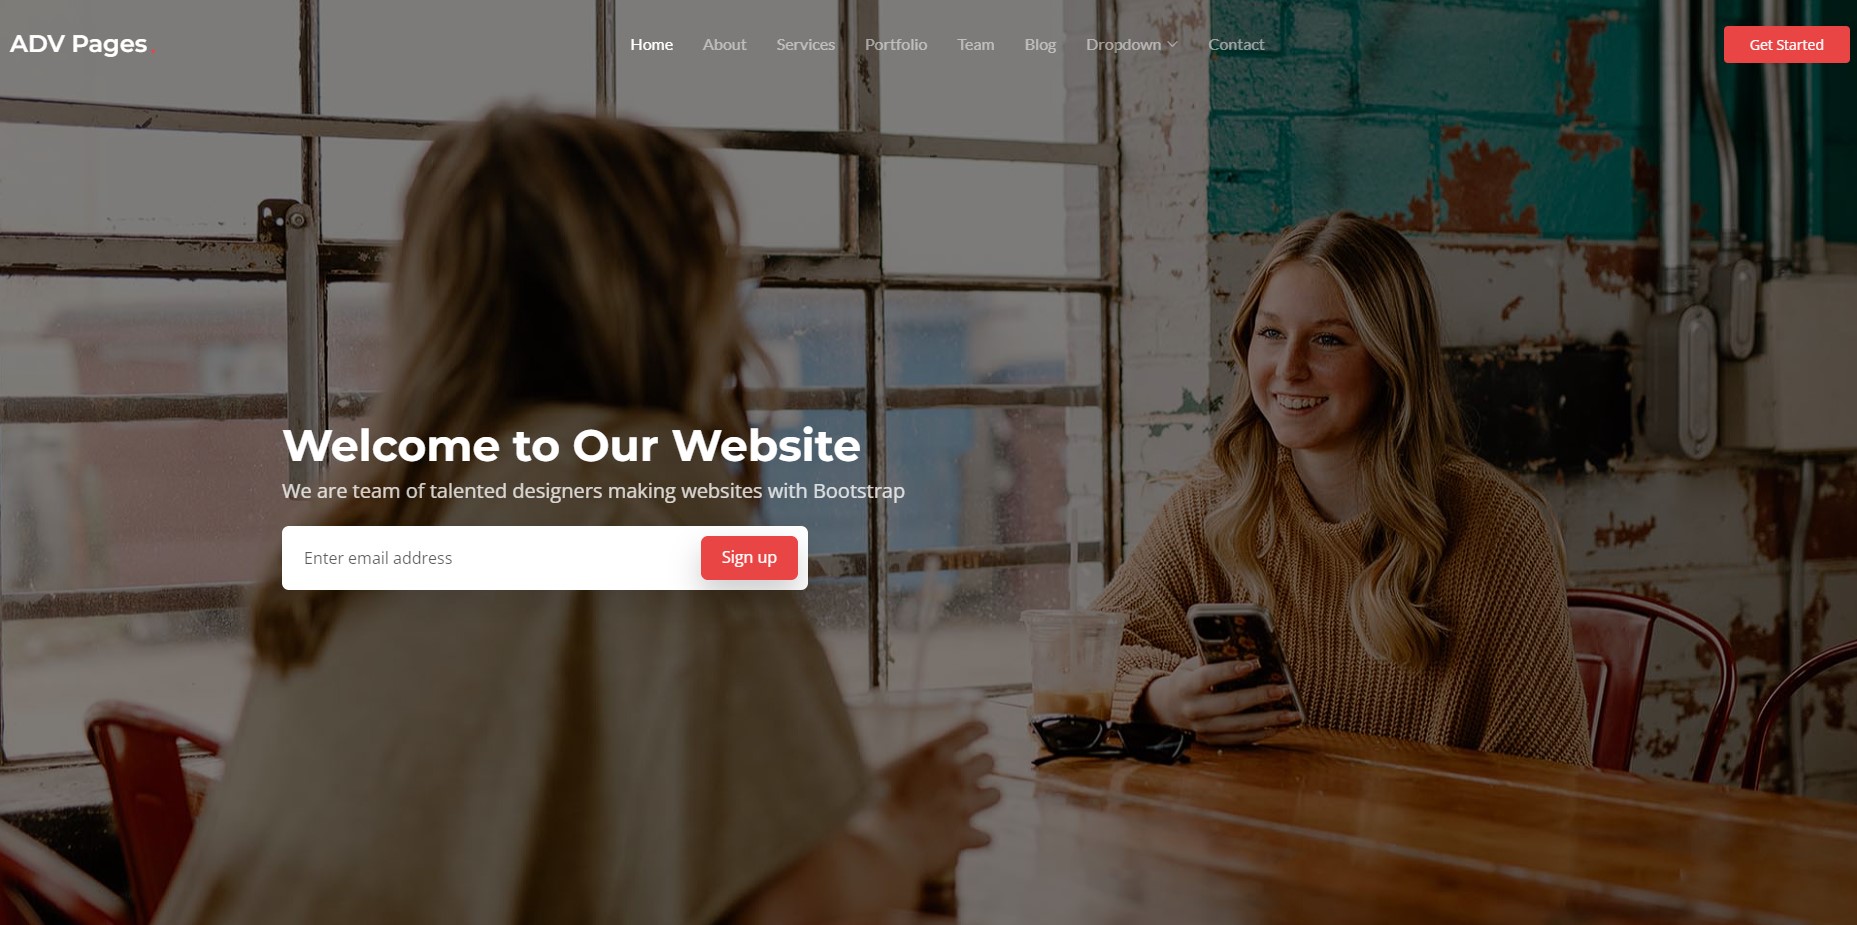 ADV Pages.
Home About Services Portfolio Team Blog Dropdown Contact
Get Started
Welcome to Our Website
We are team of talented designers making websites with Bootstrap
Enter email address
Sign up